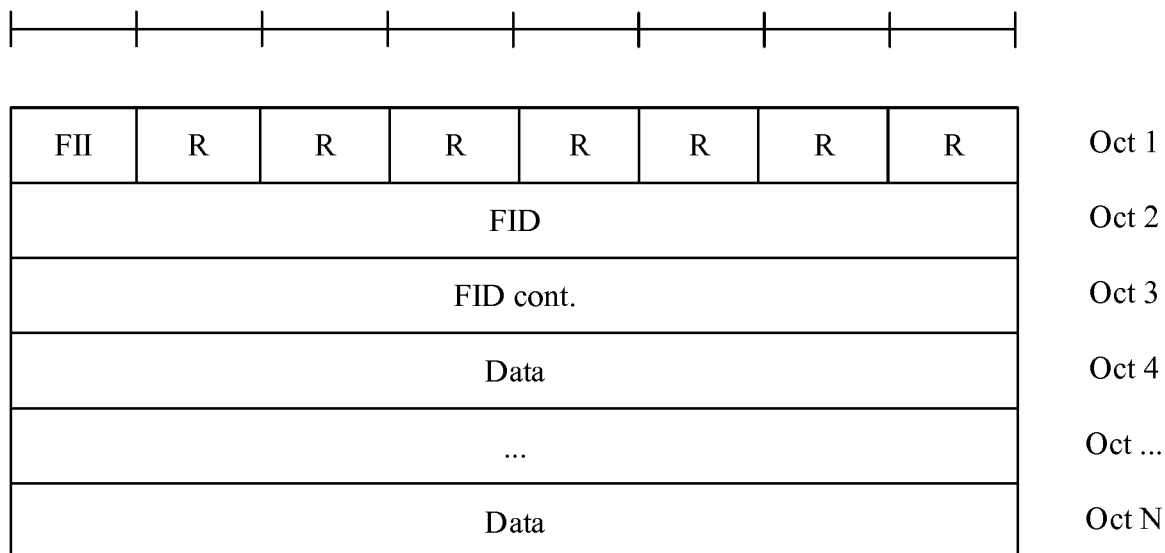 FII R R R R R R R Oct 1
FID Oct 2
FID cont. Oct 3
Data Oct 4
... Oct ...
Data Oct N